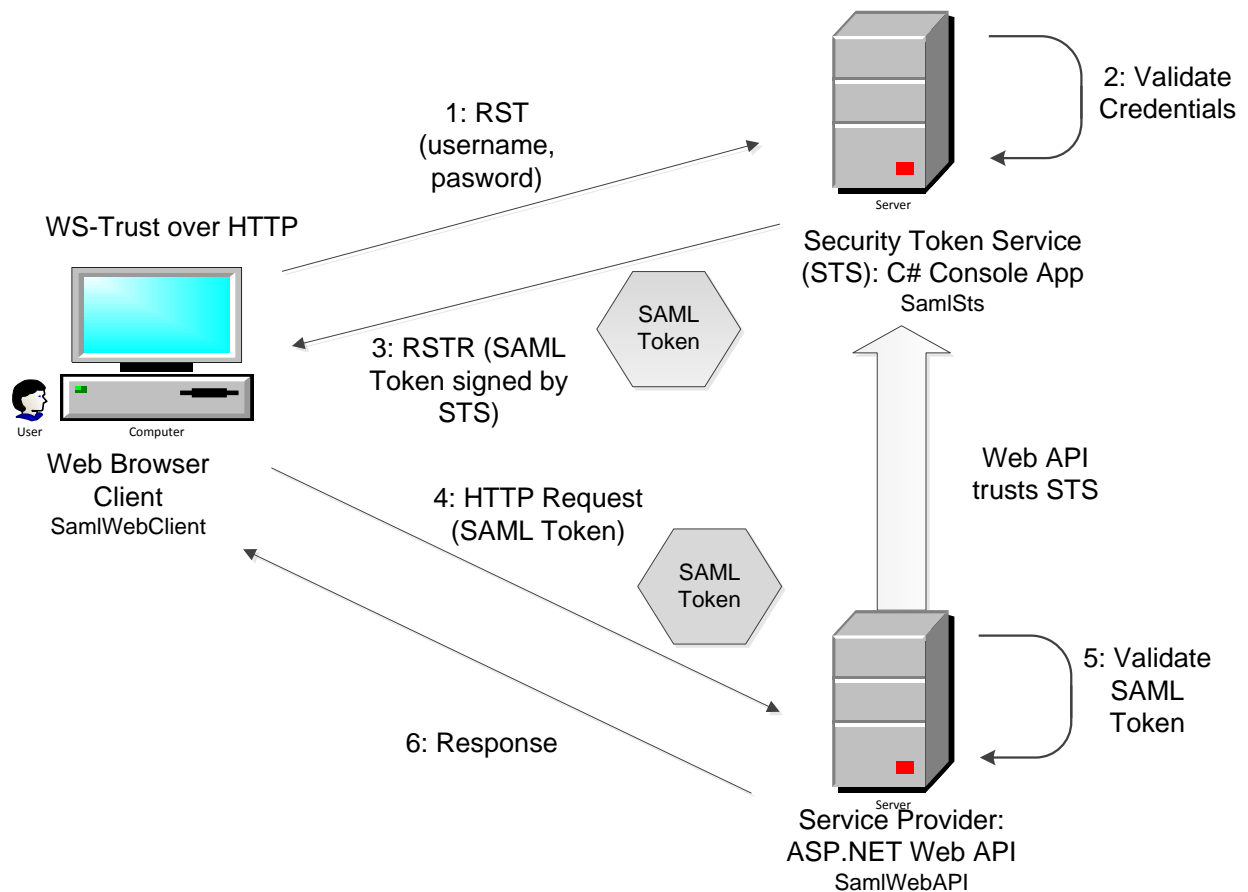 1: RST
(username,
pasword)
2: Validate
Credentials
Server
WS-Trust over HTTP
Security Token Service
(STS): C# Console App
SamlSts
SAML
Token
3: RSTR (SAML
Token signed by
STS)
User
Computer
Web Browser
Client
SamlWebClient
4: HTTP Request
(SAML Token)
Web API
trusts STS
SAML
Token
5: Validate
SAML
Token
6: Response
Server
Service Provider:
ASP.NET Web API
SamlWebAPI